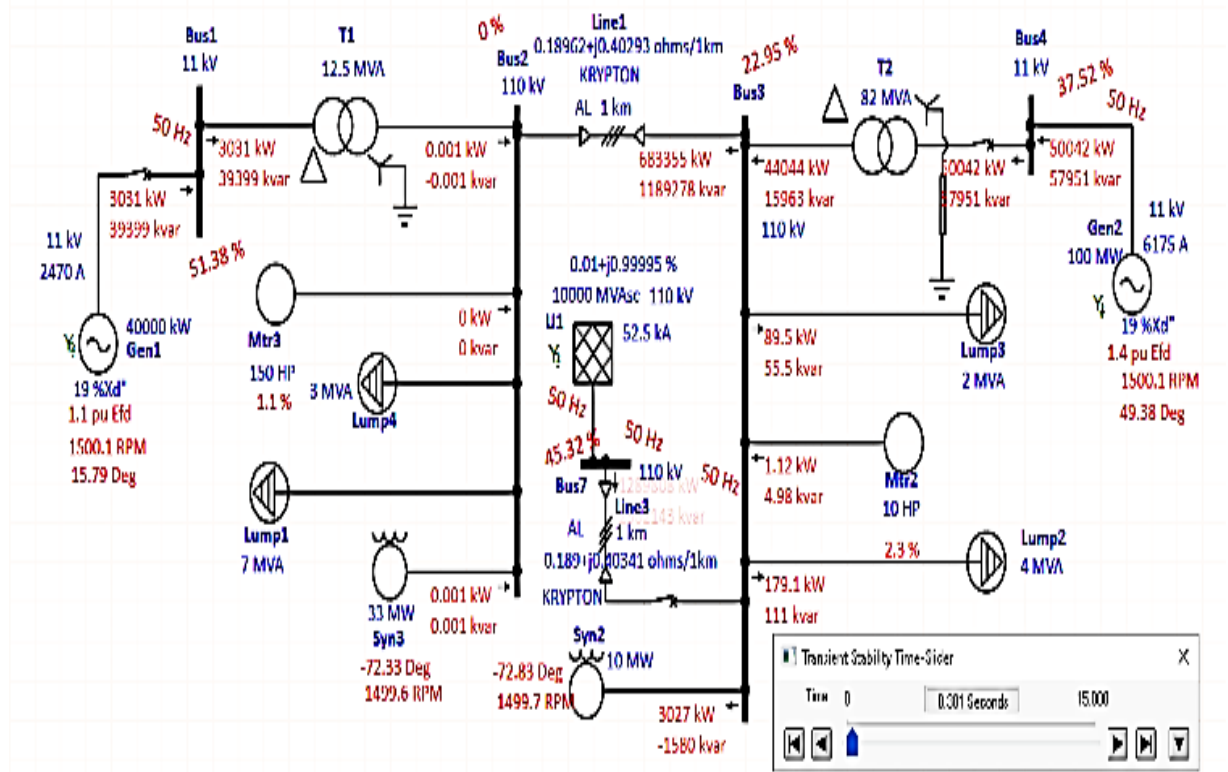 Bus1
11 kV
T1
12.5 MVA
0 %
Bus2
110 kV
Line1
0.18962+j0.40293 ohms/1km
KRYPTON
AL 1 km
22.95 %
Bus3
T2
82 MVA
Bus4
11 kV
37.52 %
50 Hz
50 Hz
3031 kW
39399 kvar
0.001 kW
-0.001 kvar
683355 kW
1189278 kvar
44044 kW
15963 kvar
110 kV
50042 kW
57951 kvar
3031 kW
39399 kvar
51.38 %
11 kV
2470 A
40000 kW
Gen1
19 %Xd"
1.1 pu Efd
1500.1 RPM
15.79 Deg
Mtr3
150 HP
1.1 %
0 kW
0 kvar
3 MVA
Lump4
Lump1
7 MVA
33 MW
Syn3
-72.33 Deg
1499.6 RPM
0.001 kW
0.001 kvar
0.01+j0.99995 %
10000 MVAsc 110 kV
U1
52.5 kA
50 Hz
45.32 %
50 Hz
Bus7
110 kV
50 Hz
Line3
AL
1 km
0.189+j0.40341 ohms/1km
KRYPTON
Syn2
10 MW
-72.83 Deg
1499.7 RPM
3027 kW
-1580 kvar
89.5 kW
55.5 kvar
Lump3
2 MVA
1.12 kW
4.98 kvar
Mtr2
10 HP
2.3 %
Lump2
4 MVA
179.1 kW
111 kvar
Gen2
100 MW
11 kV
6175 A
19 %Xd"
1.4 pu Efd
1500.1 RPM
49.38 Deg
Transient Stability Time-Slider
Time 0 0.301 Seconds 15.000